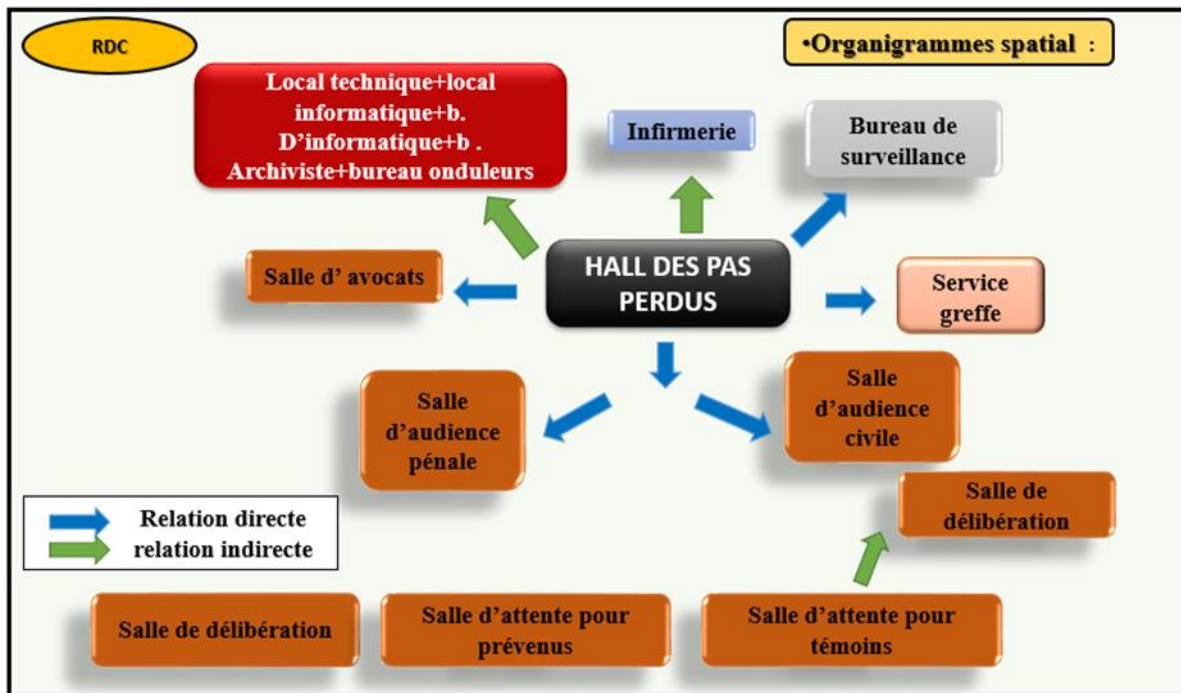 RDC
•Organigrammes spatial :
Local technique+local
informatique+b.
D’informatique+b .
Archiviste+bureau onduleurs
Infirmerie
Bureau de
surveillance
Salle d’ avocats
HALL DES PAS
PERDUS
Service
greffe
Salle
d’audience
pénale
Salle
d’audience
civile
Salle de
délibération
Relation directe
relation indirecte
Salle de délibération
Salle d’attente pour
prévenus
Salle d’attente pour
témoins